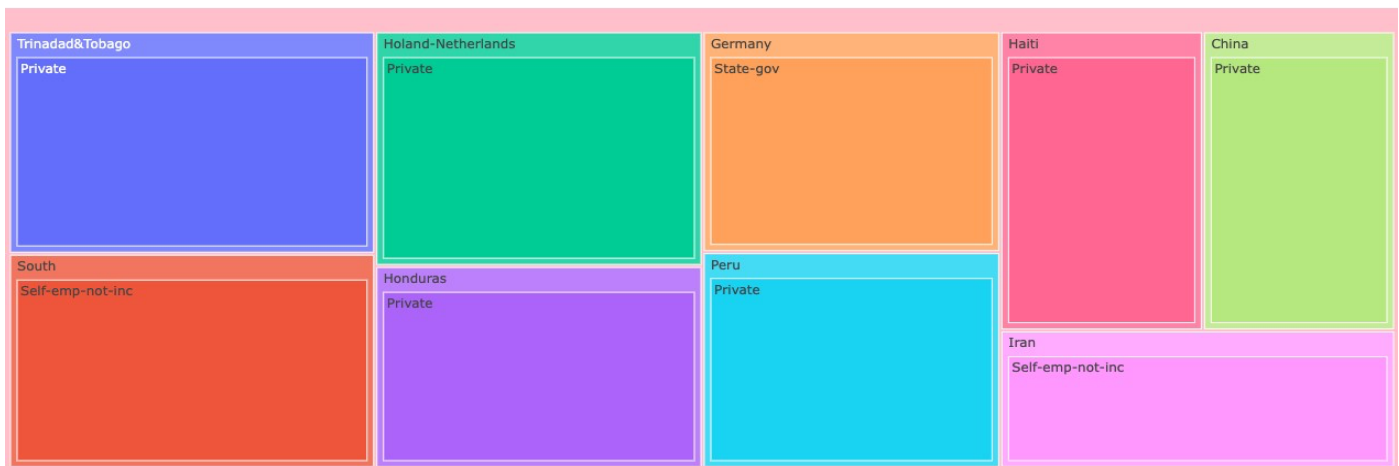 Trinidad&Tobago
Private
South
Self-emp-not-inc
Holand-Netherlands
Private
Honduras
Private
Germany
State-gov
Peru
Private
Haiti
Private
China
Private
Iran
Self-emp-not-inc